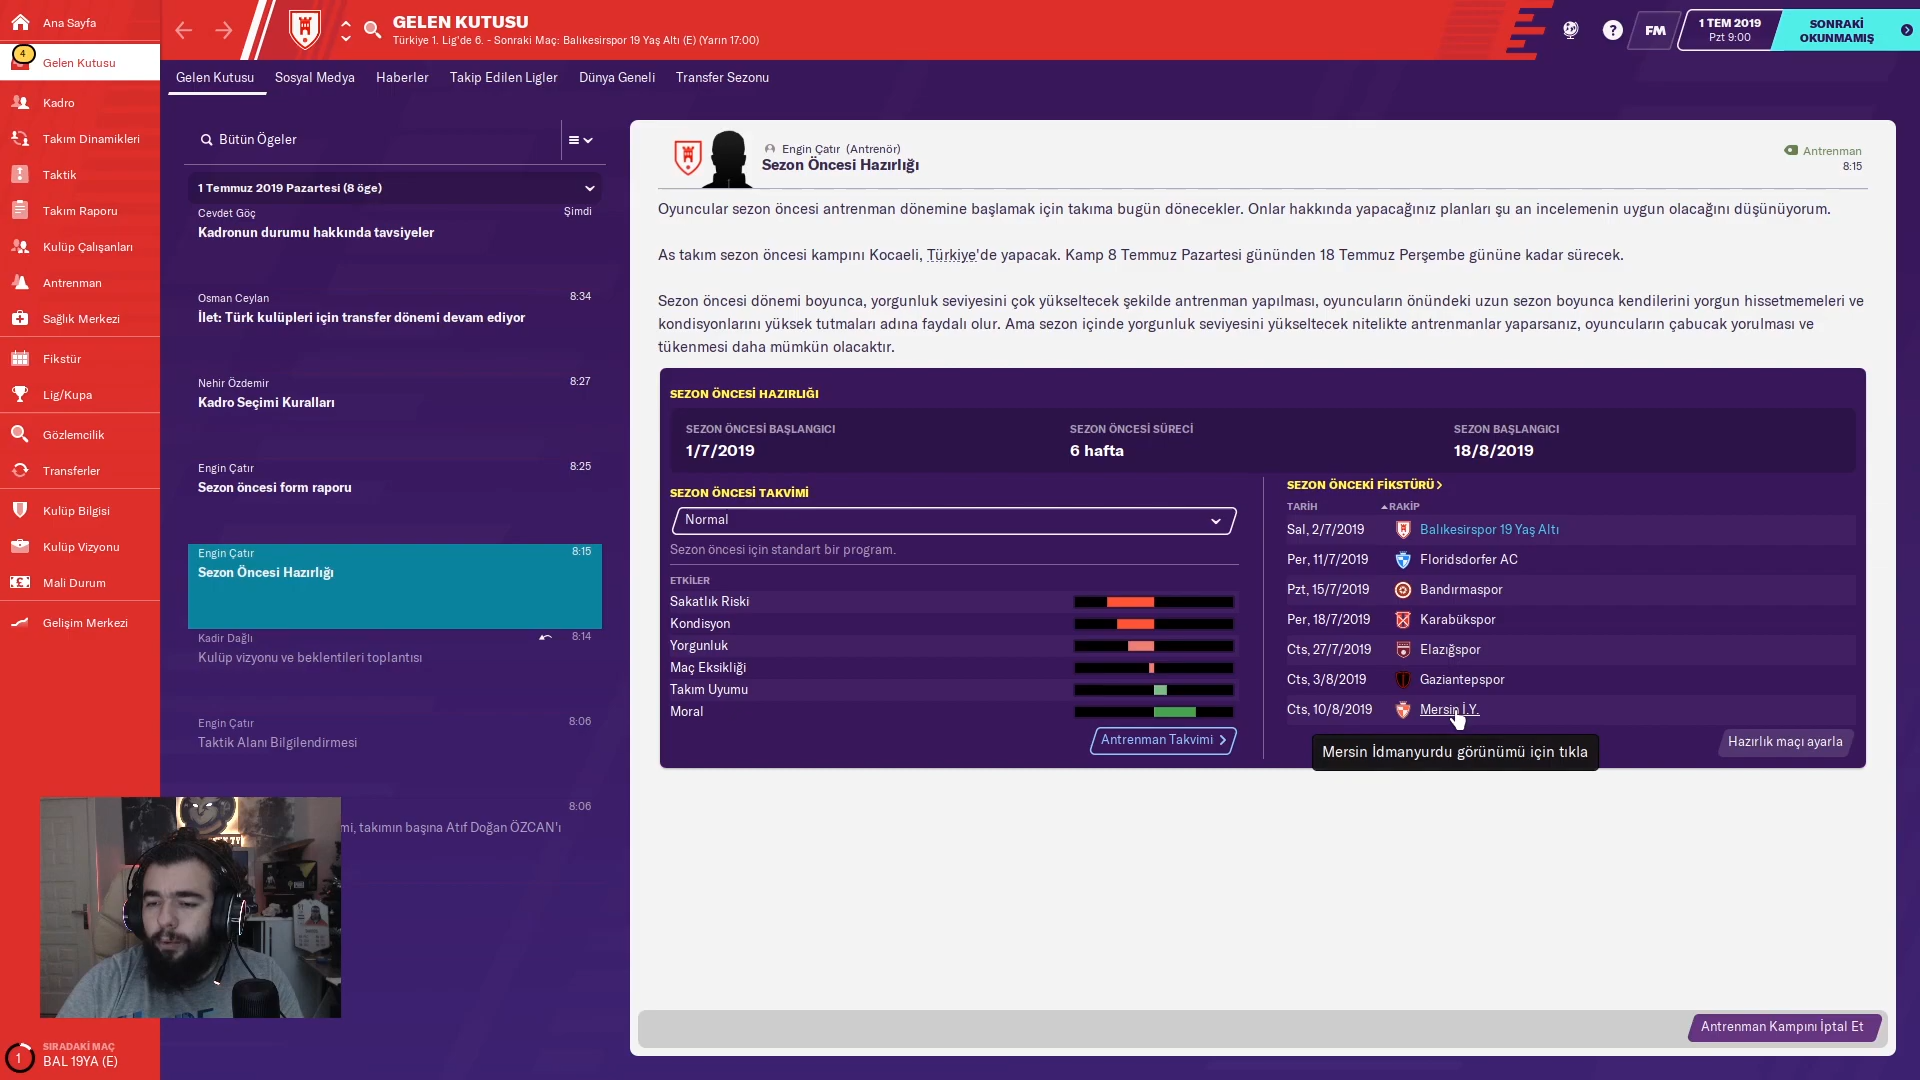 Ana Sayfa
4
Gelen Kutusu
Kadro
Takım Dinamikleri
Taktik
Takım Raporu
Kulüp Çalışanları
Antrenman
Sağlık Merkezi
Fikstür
Lig/Kupa
Gözlemcilik
Transferler
Kulüp Bilgisi
Kulüp Vizyonu
Mali Durum
Gelişim Merkezi
1
SIRADAKİ MAÇ
BAL 19YA (E)
GELEN KUTUSU
Türkiye 1. Lig'de 6. - Sonraki Maç: Balıkesirspor 19 Yaş Altı (E) (Yarın 17:00)
?
FM
1 TEM 2019
Pzt 9:00
SONRAKİ
OKUNMAMIŞ
Gelen Kutusu Sosyal Medya Haberler Takip Edilen Ligler Dünya Geneli Transfer Sezonu
Bütün Ögeler
1 Temmuz 2019 Pazartesi (8 öge)
Cevdet Göç Şimdi
Kadronun durumu hakkında tavsiyeler
Osman Ceylan 8:34
İlet: Türk kulüpleri için transfer dönemi devam ediyor
Nehir Özdemir 8:27
Kadro Seçimi Kuralları
Engin Çatır 8:25
Sezon öncesi form raporu
Engin Çatır 8:15
Sezon Öncesi Hazırlığı
Kadir Dağlı 8:14
Kulüp vizyonu ve beklentileri toplantısı
Engin Çatır 8:06
Taktik Alanı Bilgilendirmesi
8:06
mi, takımın başına Atıf Doğan ÖZCAN'ı
Engin Çatır (Antrenör)
Sezon Öncesi Hazırlığı
Antrenman
8:15
Oyuncular sezon öncesi antrenman dönemine başlamak için takıma bugün dönecekler. Onlar hakkında yapacağınız planları şu an incelemenin uygun olacağını düşünüyorum.
As takım sezon öncesi kampını Kocaeli, Türkiye'de yapacak. Kamp 8 Temmuz Pazartesi gününden 18 Temmuz Perşembe gününe kadar sürecek.
Sezon öncesi dönemi boyunca, yorgunluk seviyesini çok yükseltecek şekilde antrenman yapılması, oyuncuların önündeki uzun sezon boyunca kendilerini yorgun hissetmemeleri ve
kondisyonlarını yüksek tutmaları adına faydalı olur. Ama sezon içinde yorgunluk seviyesini yükseltecek nitelikte antrenmanlar yaparsanız, oyuncuların çabucak yorulması ve
tükenmesi daha mümkün olacaktır.
SEZON ÖNCESİ HAZIRLIĞI
SEZON ÖNCESİ BAŞLANGICI SEZON ÖNCESİ SÜRECİ SEZON BAŞLANGICI
1/7/2019 6 hafta 18/8/2019
SEZON ÖNCESİ TAKVİMİ
Normal
Sezon öncesi için standart bir program.
ETKİLER
Sakatlık Riski
Kondisyon
Yorgunluk
Maç Eksikliği
Takım Uyumu
Moral
Antrenman Takvimi
SEZON ÖNCEKİ FİKSTÜRÜ
TARİH RAKİP
Sal, 2/7/2019 Balıkesirspor 19 Yaş Altı
Per, 11/7/2019 Floridsdorfer AC
Pzt, 15/7/2019 Bandırmaspor
Per, 18/7/2019 Karabükspor
Cts, 27/7/2019 Elazığspor
Cts, 3/8/2019 Gaziantepspor
Cts, 10/8/2019 Mersin İ.Y.
Mersin İdmanyurdu görünümü için tıkla
Hazırlık maçı ayarla
Antrenman Kampını İptal Et